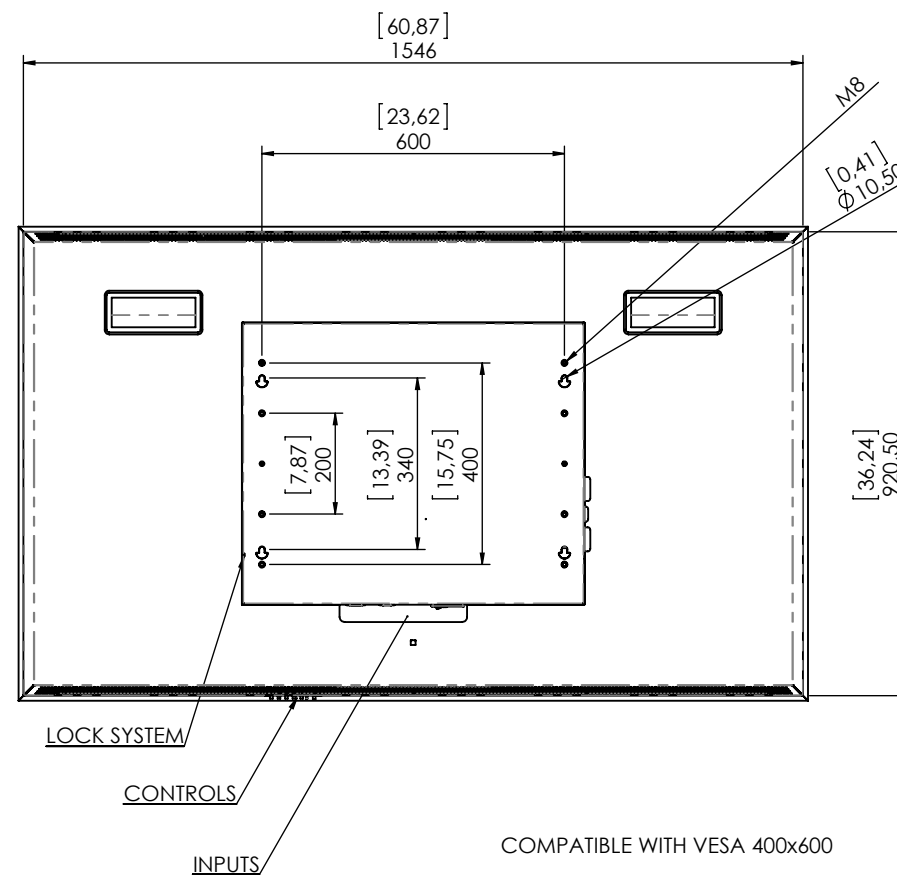 [60,87]
1546
[23,62]
600
M8
[0,41]
Ø10,50
[7,87]
200
[13,39]
340
[15,75]
400
[36,24]
920,50
LOCK SYSTEM
CONTROLS
INPUTS
COMPATIBLE WITH VESA 400x600